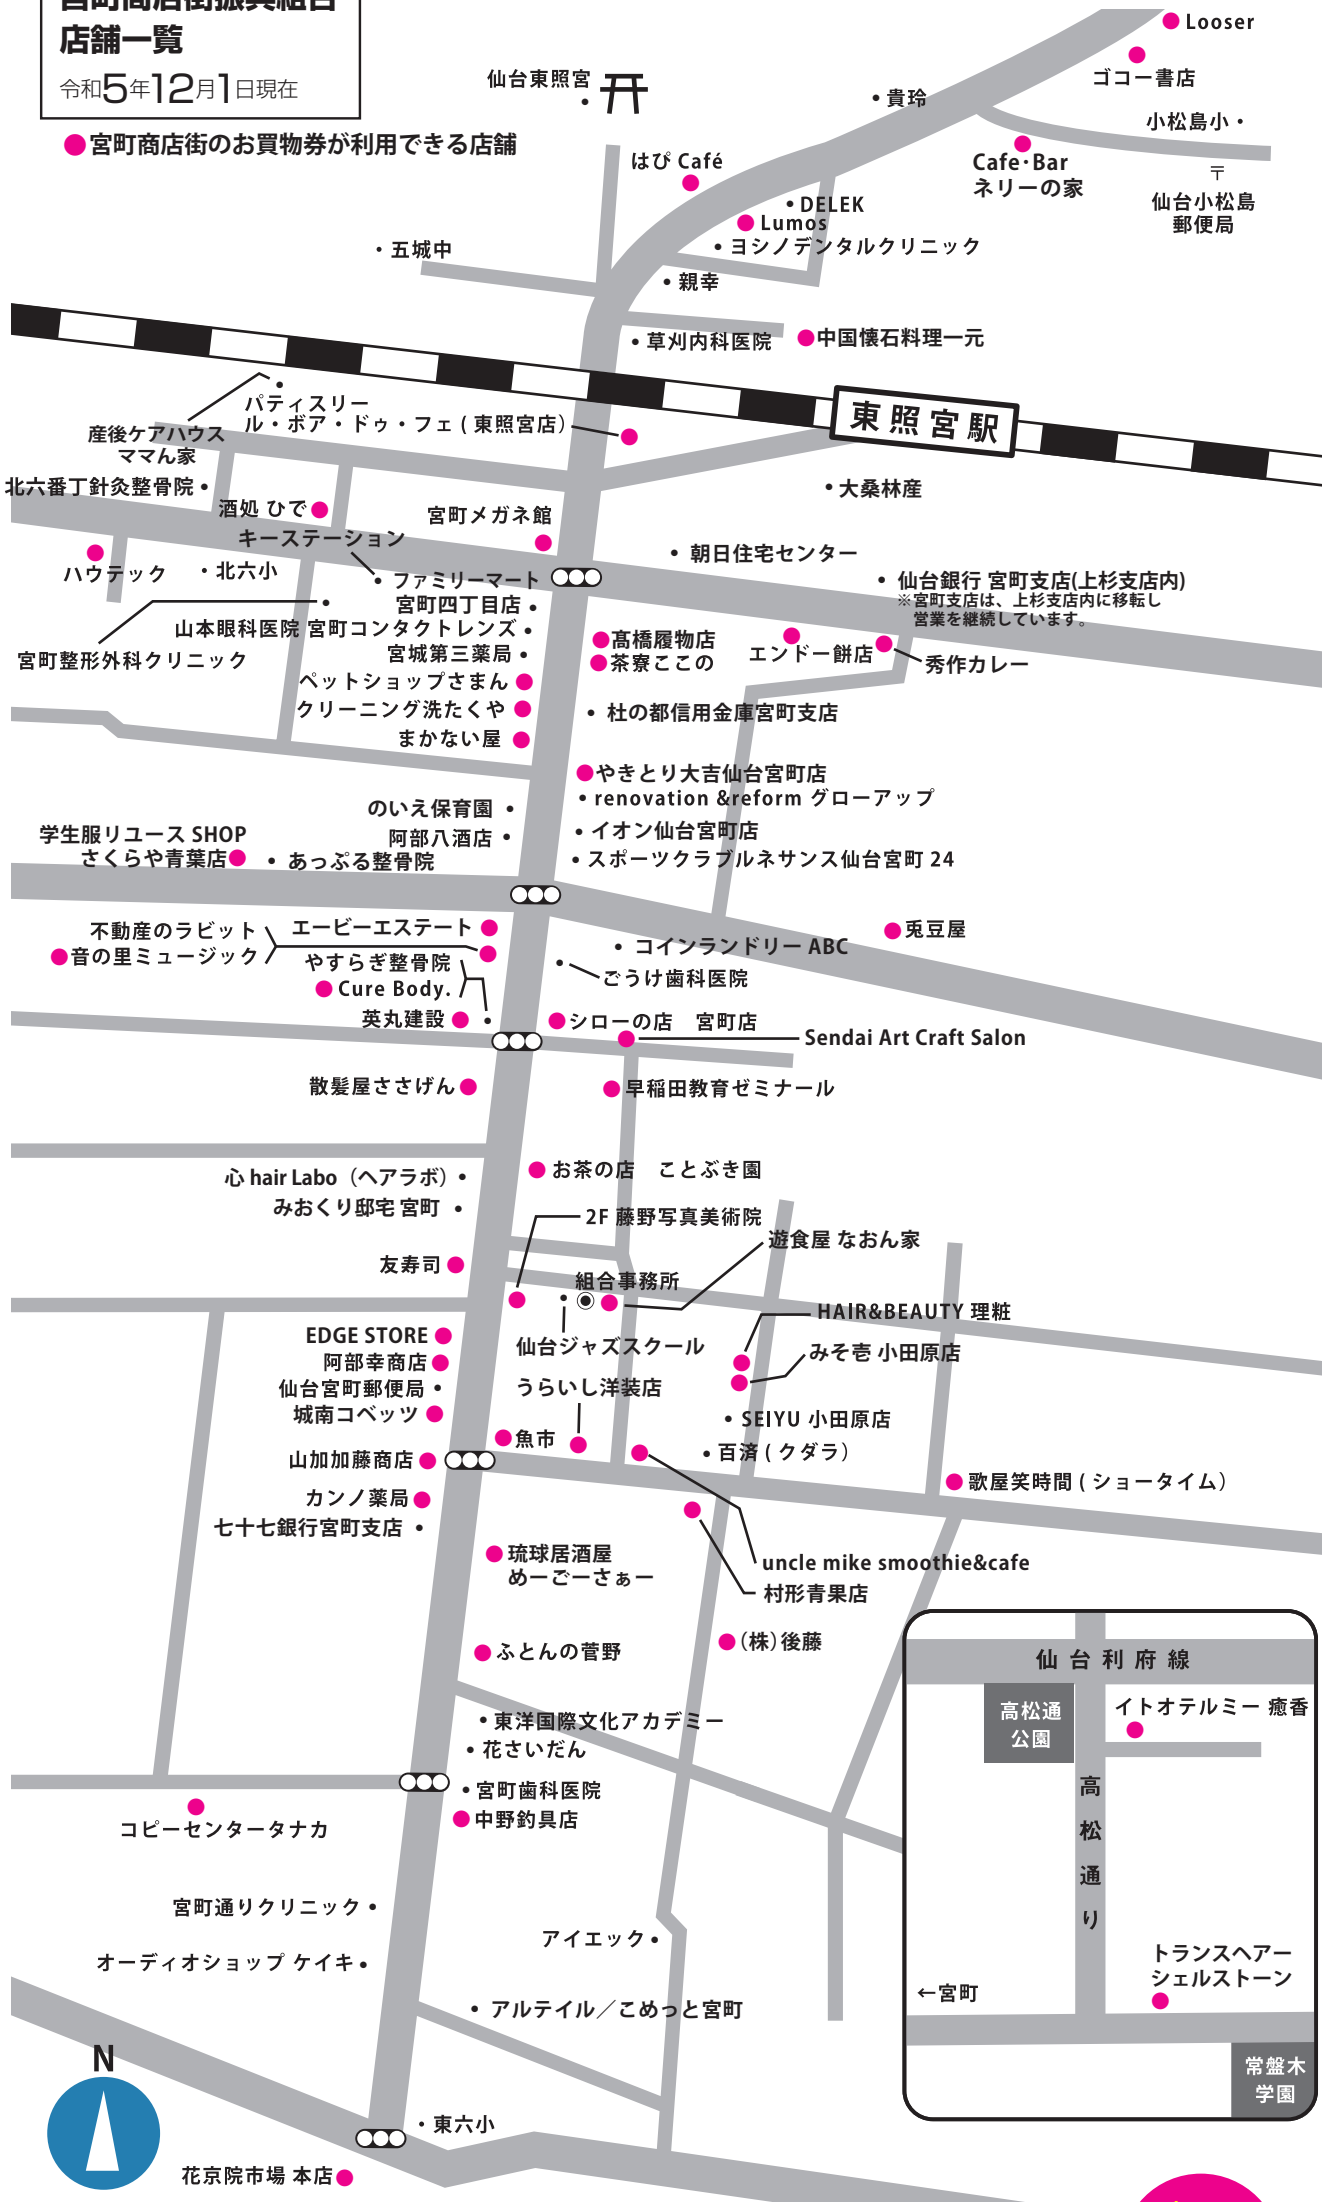 宮町商店街振興組合
店舗一覧
令和5年12月1日現在
●宮町商店街のお買物券が利用できる店舗
Looser
ゴコー書店
仙台東照宮
貴玲
小松島小
Cafe･Bar
ネリーの家
〒
仙台小松島
郵便局
はぴ Café
DELEK
Lumos
ヨシノデンタルクリニック
五城中
親幸
草刈内科医院
中国懐石料理一元
東照宮駅
パティスリー
ル・ボア・ドゥ・フェ ( 東照宮店）
産後ケアハウス
ママん家
北六番丁針灸整骨院
酒処 ひで
宮町メガネ館
大桑林産
キーステーション
ハウテック
北六小
ファミリーマート
宮町四丁目店
朝日住宅センター
仙台銀行 宮町支店(上杉支店内)
※宮町支店は、上杉支店内に移転し
営業を継続しています。
山本眼科医院 宮町コンタクトレンズ
宮町整形外科クリニック
宮城第三薬局
髙橋履物店
茶寮ここの
エンドー餅店
秀作カレー
ペットショップさまん
クリーニング洗たくや
まかない屋
杜の都信用金庫宮町支店
やきとり大吉仙台宮町店
renovation &reform グローアップ
のいえ保育園
阿部八酒店
イオン仙台宮町店
スポーツクラブルネサンス仙台宮町 24
学生服リユース SHOP
さくらや青葉店
あっぷる整骨院
不動産のラビット
音の里ミュージック
エービーエステート
やすらぎ整骨院
Cure Body.
英丸建設
兎豆屋
コインランドリー ABC
ごうけ歯科医院
シローの店　宮町店
Sendai Art Craft Salon
散髪屋ささげん
早稲田教育ゼミナール
心 hair Labo（ヘアラボ）
みおくり邸宅 宮町
お茶の店　ことぶき園
2F 藤野写真美術院
遊食屋 なおん家
友寿司
組合事務所
仙台ジャズスクール
HAIR&BEAUTY 理粧
みそ壱 小田原店
EDGE STORE
阿部幸商店
仙台宮町郵便局
城南コベッツ
うらいし洋装店
SEIYU 小田原店
魚市
百済 ( クダラ）
山加加藤商店
カンノ薬局
七十七銀行宮町支店
歌屋笑時間 ( ショータイム）
琉球居酒屋
めーごーさぁー
uncle mike smoothie&cafe
村形青果店
ふとんの菅野
（株）後藤
東洋国際文化アカデミー
花さいだん
宮町歯科医院
中野釣具店
コピーセンタータナカ
宮町通りクリニック
オーディオショップ ケイキ
アイエック
アルテイル／こめっと宮町
東六小
花京院市場 本店
N
仙台利府線
高松通
公園
イトオテルミー 癒香
高松通り
トランスヘアー
シェルストーン
←宮町
常盤木
学園